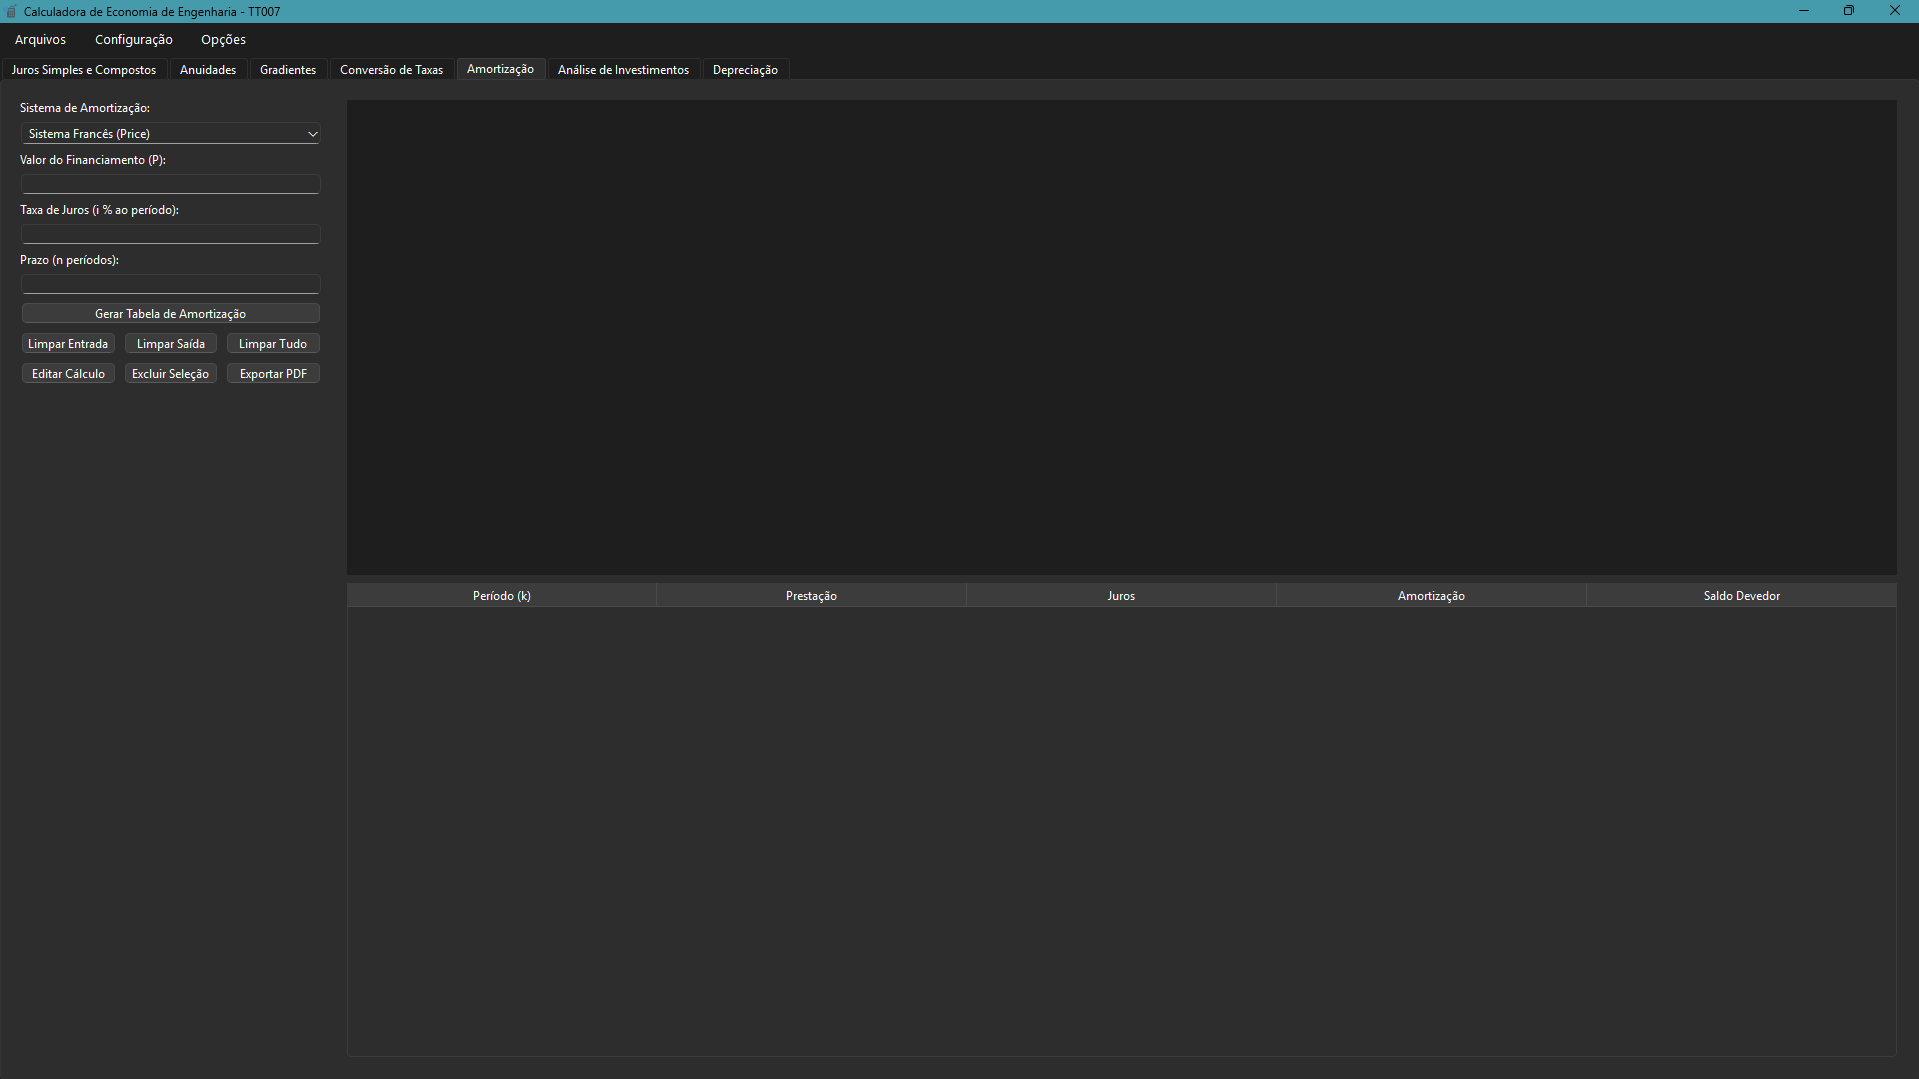 Calculadora de Economia de Engenharia - TT007
Arquivos Configuração Opções
Juros Simples e Compostos Anuidades Gradientes Conversão de Taxas Amortização Análise de Investimentos Depreciação
Sistema de Amortização:
Sistema Francês (Price)
Valor do Financiamento (P):
Taxa de Juros (i % ao período):
Prazo (n períodos):
Gerar Tabela de Amortização
Limpar Entrada Limpar Saída Limpar Tudo
Editar Cálculo Excluir Seleção Exportar PDF
Período (k) Prestação Juros Amortização Saldo Devedor